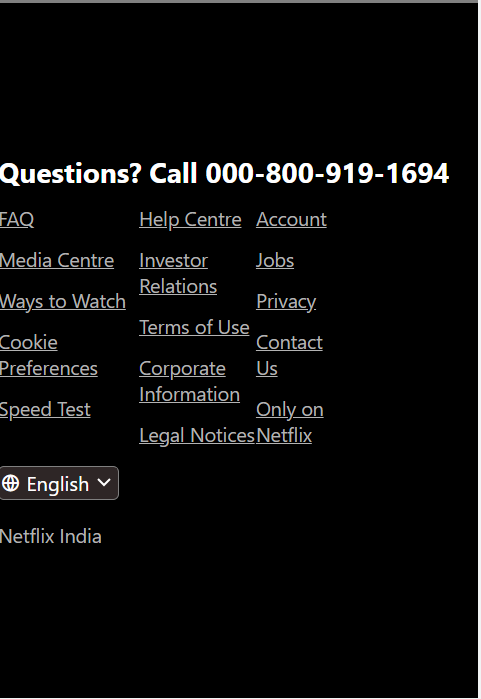 Questions? Call 000-800-919-1694
FAQ
Media Centre
Ways to Watch
Cookie
Preferences
Speed Test
Help Centre
Investor
Relations
Terms of Use
Corporate
Information
Legal Notices
Account
Jobs
Privacy
Contact
Us
Only on
Netflix
English
Netflix India